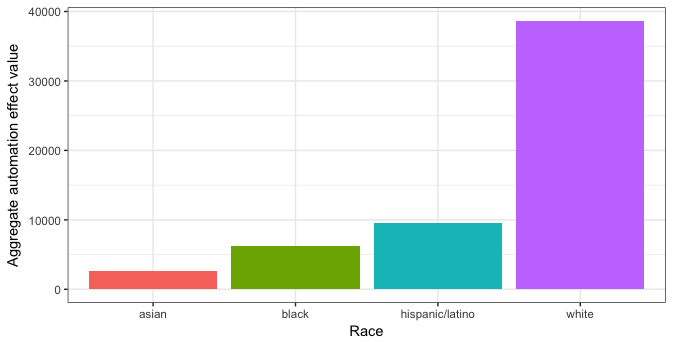 Aggregate automation effect value
40000
30000
20000
10000
0
asian black hispanic/latino white
Race